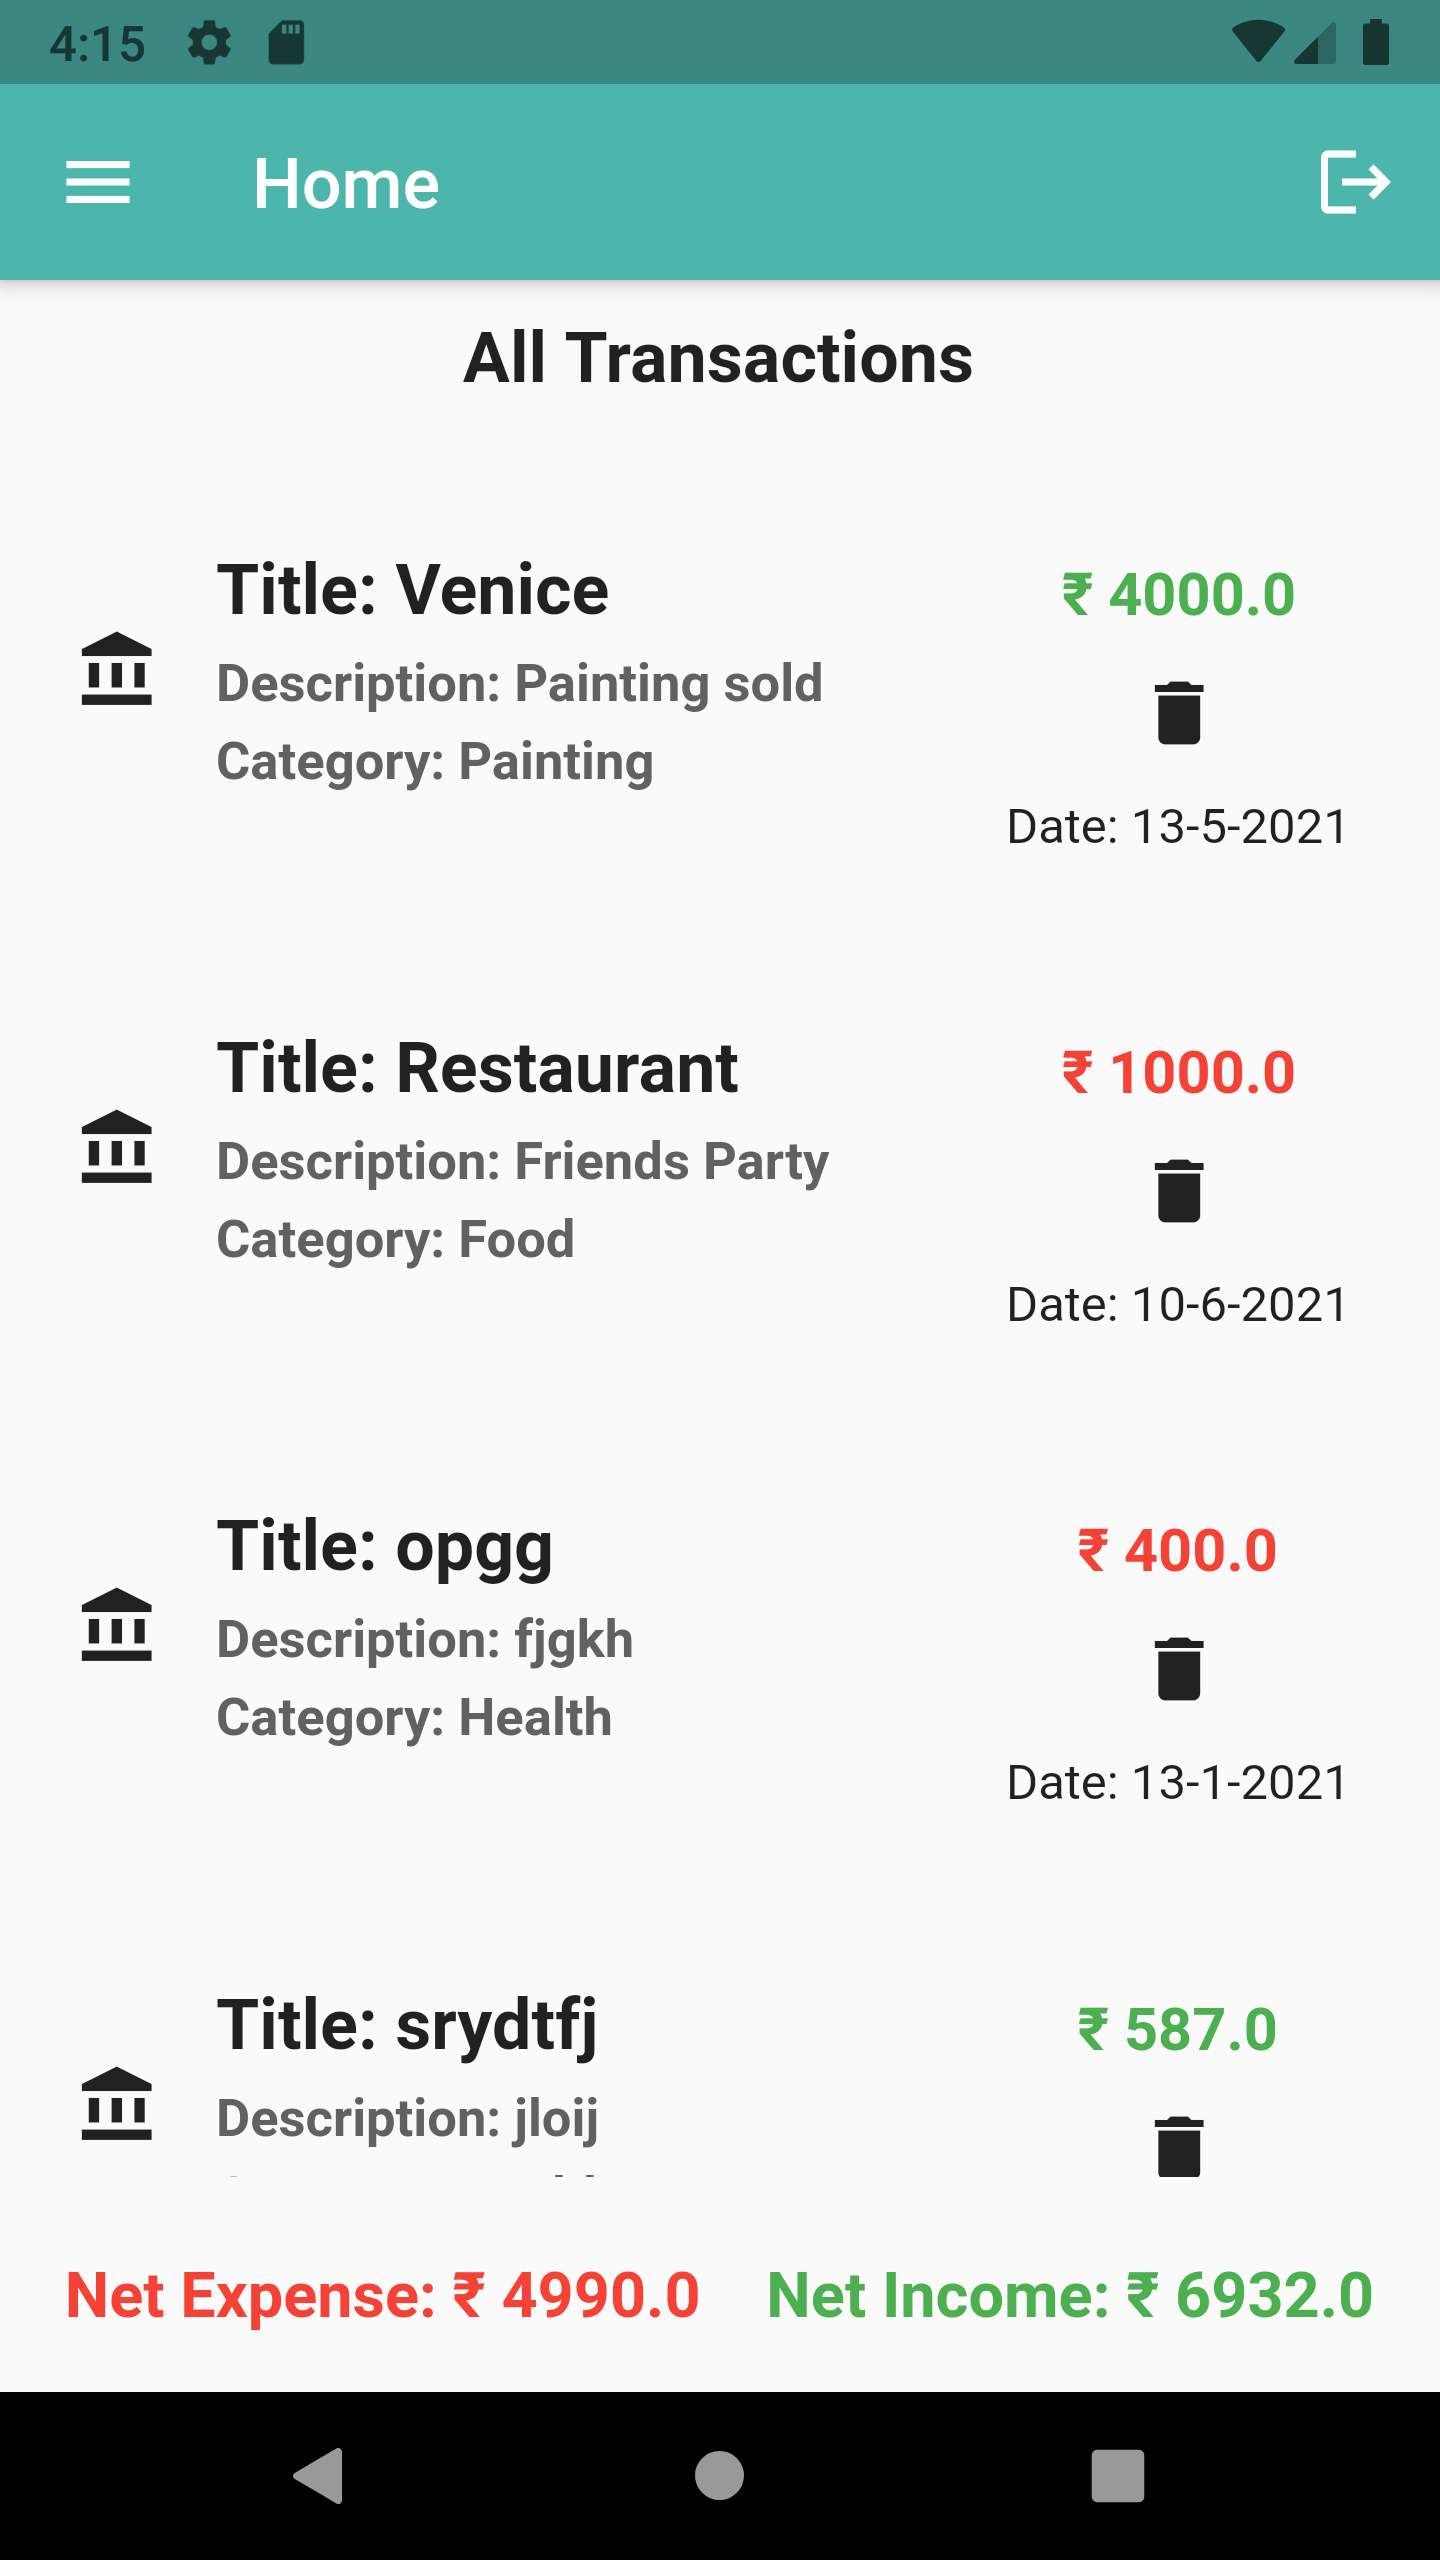 4:15
Home
All Transactions
Title: Venice
₹ 4000.0
Description: Painting sold
Category: Painting
Date: 13-5-2021
Title: Restaurant
₹ 1000.0
Description: Friends Party
Category: Food
Date: 10-6-2021
Title: opgg
₹ 400.0
Description: fjgkh
Category: Health
Date: 13-1-2021
Title: srydtfj
₹ 587.0
Description: jloij
Net Expense: ₹ 4990.0
Net Income: ₹ 6932.0